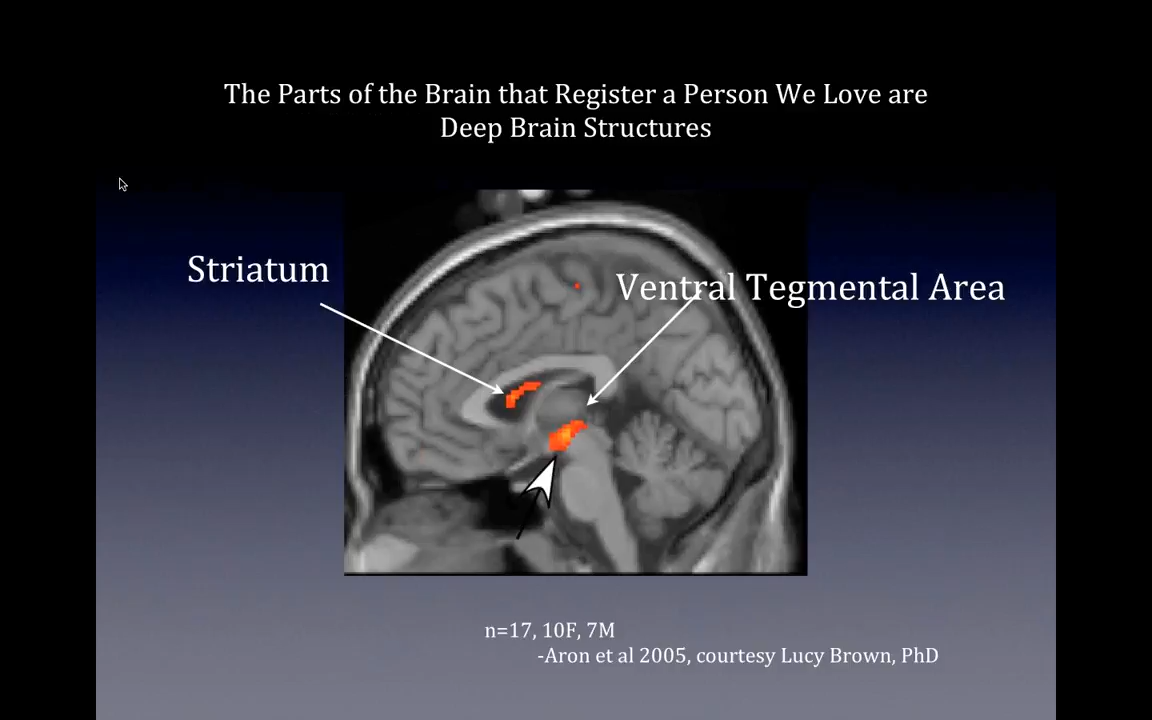 The Parts of the Brain that Register a Person We Love are
Deep Brain Structures
Striatum
Ventral Tegmental Area
n=17, 10F, 7M
-Aron et al 2005, courtesy Lucy Brown, PhD